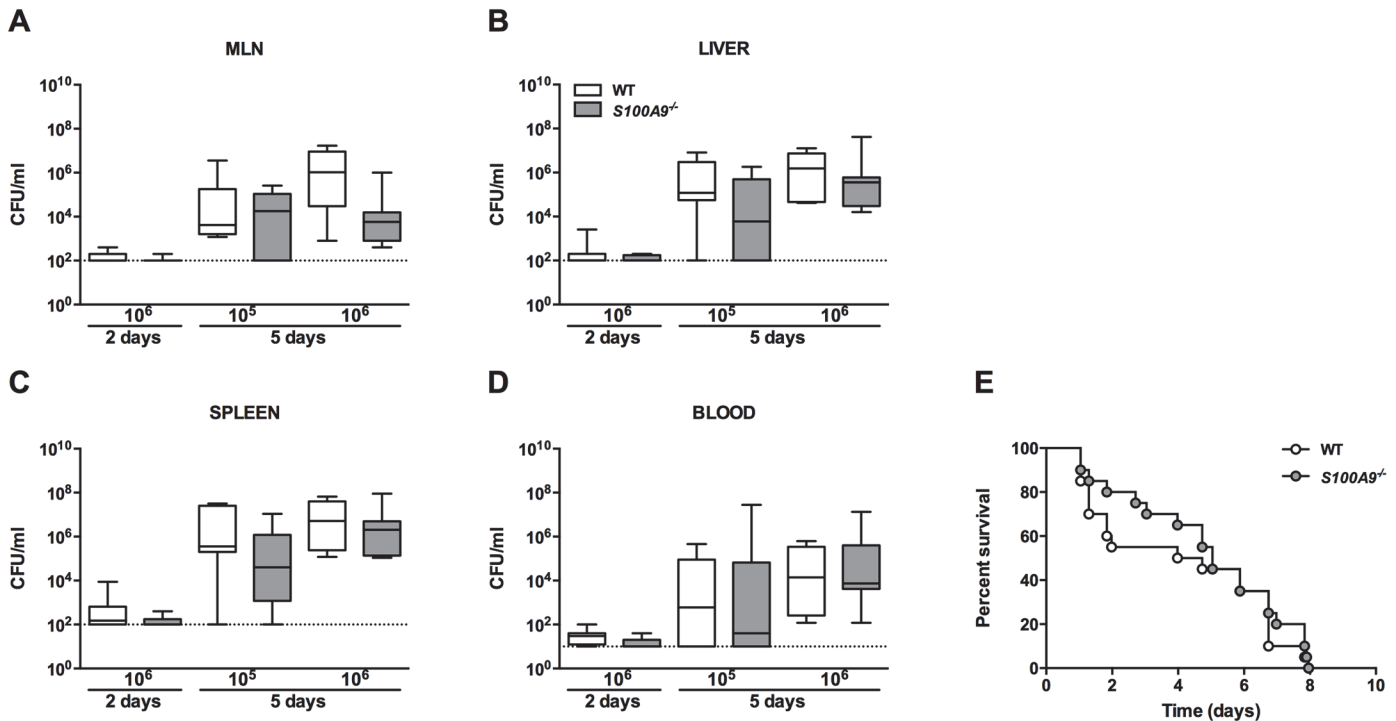 A
MLN
CFU/ml
10^10
10^8
10^6
10^4
10^2
10^0
10^6 10^5 10^6
2 days 5 days
B
LIVER
WT
S100A9^-/-
CFU/ml
10^10
10^8
10^6
10^4
10^2
10^0
10^6 10^5 10^6
2 days 5 days
C
SPLEEN
CFU/ml
10^10
10^8
10^6
10^4
10^2
10^0
10^6 10^5 10^6
2 days 5 days
D
BLOOD
CFU/ml
10^10
10^8
10^6
10^4
10^2
10^0
10^6 10^5 10^6
2 days 5 days
E
WT
S100A9^-/-
Percent survival
100
80
60
40
20
0
0 2 4 6 8 10
Time (days)